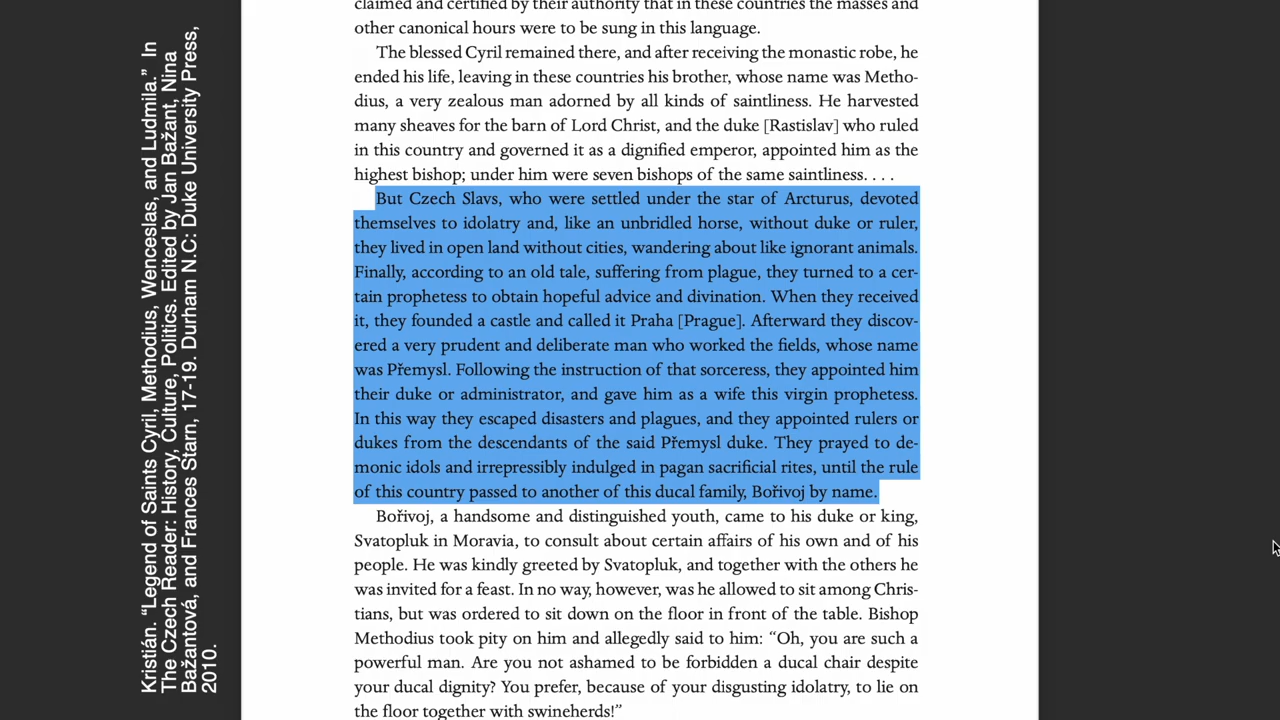 Kristián. “Legend of Saints Cyril, Methodius, Wenceslas, and Ludmila.” In
The Czech Reader: History, Culture, Politics. Edited by Jan Bažant, Nina
Bažantová, and Frances Starn, 17-19. Durham N.C: Duke University Press,
2010.
claimed and certified by their authority that in these countries the masses and
other canonical hours were to be sung in this language.
The blessed Cyril remained there, and after receiving the monastic robe, he
ended his life, leaving in these countries his brother, whose name was Metho-
dius, a very zealous man adorned by all kinds of saintliness. He harvested
many sheaves for the barn of Lord Christ, and the duke [Rastislav] who ruled
in this country and governed it as a dignified emperor, appointed him as the
highest bishop; under him were seven bishops of the same saintliness. . . .
But Czech Slavs, who were settled under the star of Arcturus, devoted
themselves to idolatry and, like an unbridled horse, without duke or ruler,
they lived in open land without cities, wandering about like ignorant animals.
Finally, according to an old tale, suffering from plague, they turned to a cer-
tain prophetess to obtain hopeful advice and divination. When they received
it, they founded a castle and called it Praha [Prague]. Afterward they discov-
ered a very prudent and deliberate man who worked the fields, whose name
was Přemysl. Following the instruction of that sorceress, they appointed him
their duke or administrator, and gave him as a wife this virgin prophetess.
In this way they escaped disasters and plagues, and they appointed rulers or
dukes from the descendants of the said Přemysl duke. They prayed to de-
monic idols and irrepressibly indulged in pagan sacrificial rites, until the rule
of this country passed to another of this ducal family, Bořivoj by name.
Bořivoj, a handsome and distinguished youth, came to his duke or king,
Svatopluk in Moravia, to consult about certain affairs of his own and of his
people. He was kindly greeted by Svatopluk, and together with the others he
was invited for a feast. In no way, however, was he allowed to sit among Chris-
tians, but was ordered to sit down on the floor in front of the table. Bishop
Methodius took pity on him and allegedly said to him: “Oh, you are such a
powerful man. Are you not ashamed to be forbidden a ducal chair despite
your ducal dignity? You prefer, because of your disgusting idolatry, to lie on
the floor together with swineherds!”